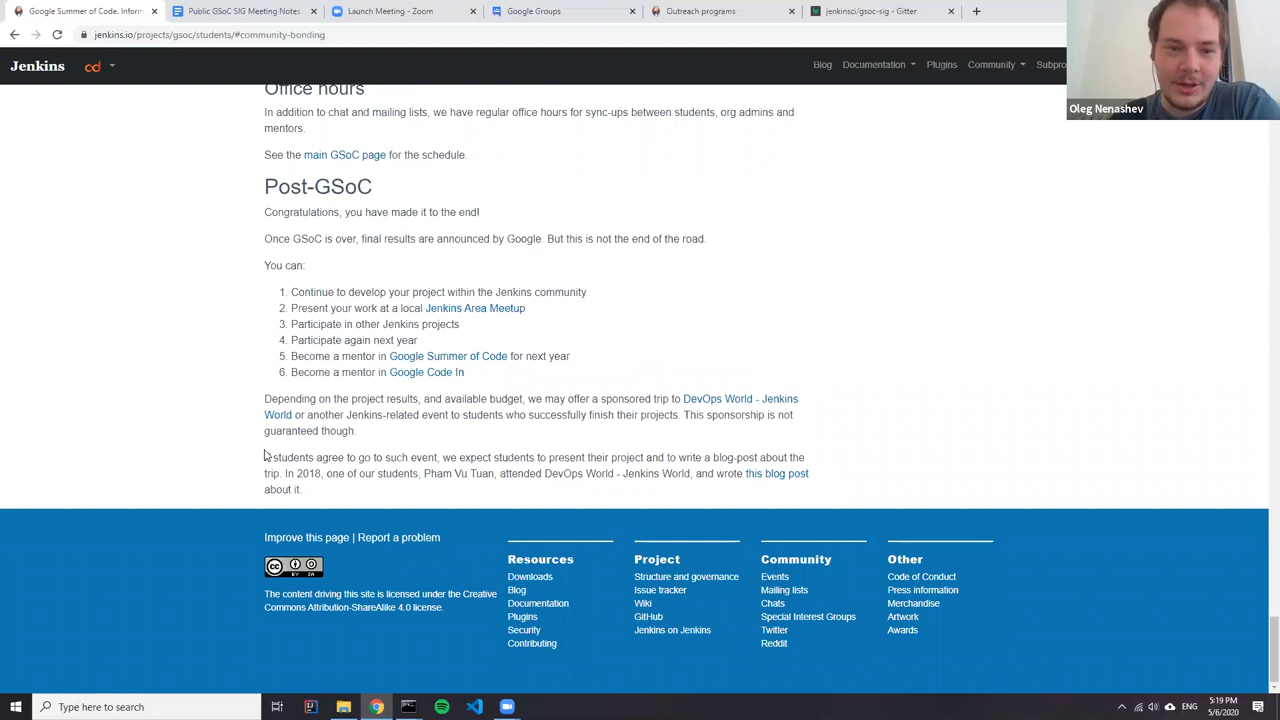 Google Summer of Code. Inform
Public GSoC SIG Meeting Notes
Launch Meeting - Zoom
Google Groups
Outreach programs
jenkinsci/gsoc-sig - Gitter
jenkins.io/projects/gsoc/students/#community-bonding
Jenkins
cd
Blog
Documentation
Plugins
Community
Subpro
Oleg Nenashev
Office hours
In addition to chat and mailing lists, we have regular office hours for sync-ups between students, org admins and
mentors.
See the main GSoC page for the schedule.
Post-GSoC
Congratulations, you have made it to the end!
Once GSoC is over, final results are announced by Google. But this is not the end of the road.
You can:
1. Continue to develop your project within the Jenkins community
2. Present your work at a local Jenkins Area Meetup
3. Participate in other Jenkins projects
4. Participate again next year
5. Become a mentor in Google Summer of Code for next year
6. Become a mentor in Google Code In
Depending on the project results, and available budget, we may offer a sponsored trip to DevOps World - Jenkins
World or another Jenkins-related event to students who successfully finish their projects. This sponsorship is not
guaranteed though.
students agree to go to such event, we expect students to present their project and to write a blog-post about the
trip. In 2018, one of our students, Pham Vu Tuan, attended DevOps World - Jenkins World, and wrote this blog post
about it.
Improve this page | Report a problem
CC BY SA
The content driving this site is licensed under the Creative
Commons Attribution-ShareAlike 4.0 license.
Resources
Downloads
Blog
Documentation
Plugins
Security
Contributing
Project
Structure and governance
Issue tracker
Wiki
GitHub
Jenkins on Jenkins
Community
Events
Mailing lists
Chats
Special Interest Groups
Twitter
Reddit
Other
Code of Conduct
Press information
Merchandise
Artwork
Awards
Type here to search
ENG
5:19 PM
5/6/2020